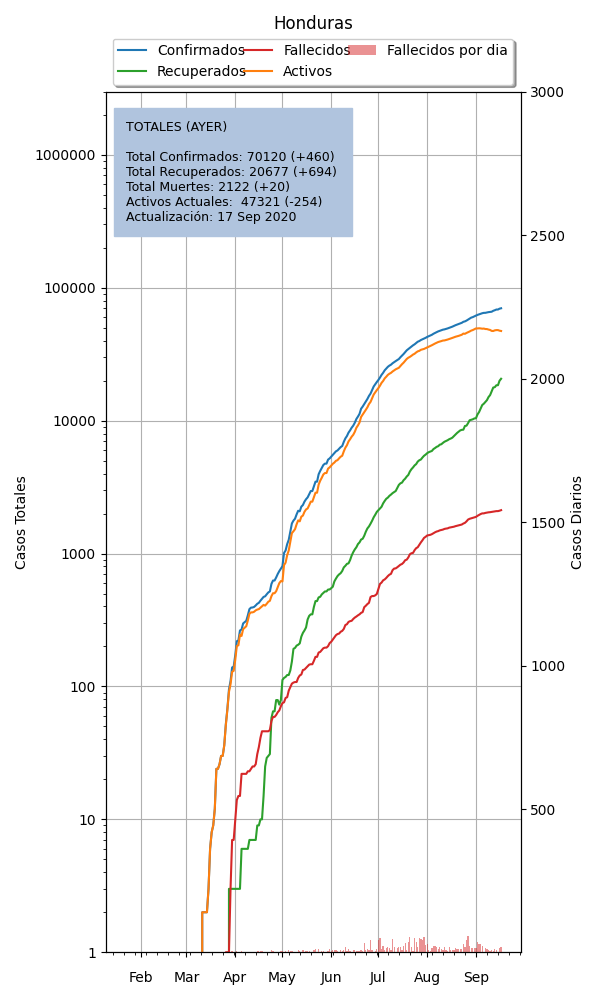 Honduras
Confirmados
Recuperados
Fallecidos
Activos
Fallecidos por dia
TOTALES (AYER)
Total Confirmados: 70120 (+460)
Total Recuperados: 20677 (+694)
Total Muertes: 2122 (+20)
Activos Actuales:  47321 (-254)
Actualización: 17 Sep 2020
Casos Totales
1000000
100000
10000
1000
100
10
1
Feb Mar Apr May Jun Jul Aug Sep
3000
2500
2000
1500
1000
500
Casos Diarios